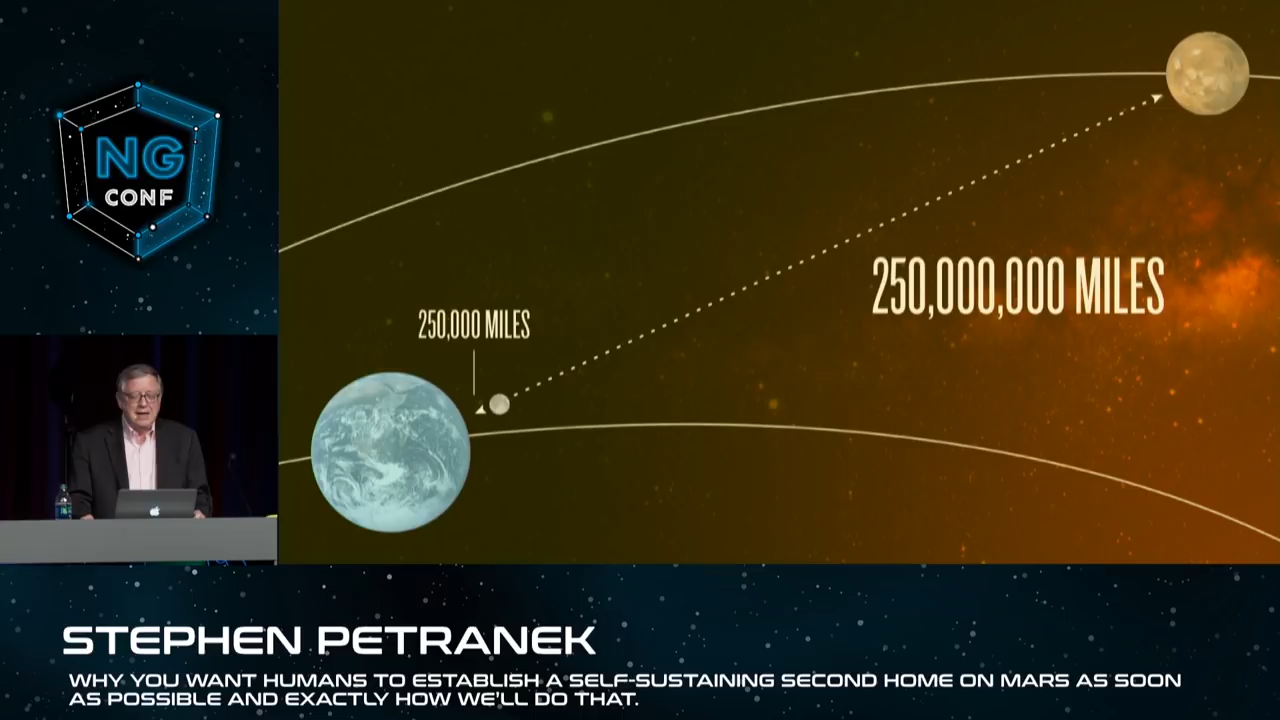 NG
CONF
250,000 MILES
250,000,000 MILES
STEPHEN PETRANEK
WHY YOU WANT HUMANS TO ESTABLISH A SELF-SUSTAINING SECOND HOME ON MARS AS SOON
AS POSSIBLE AND EXACTLY HOW WE'LL DO THAT.